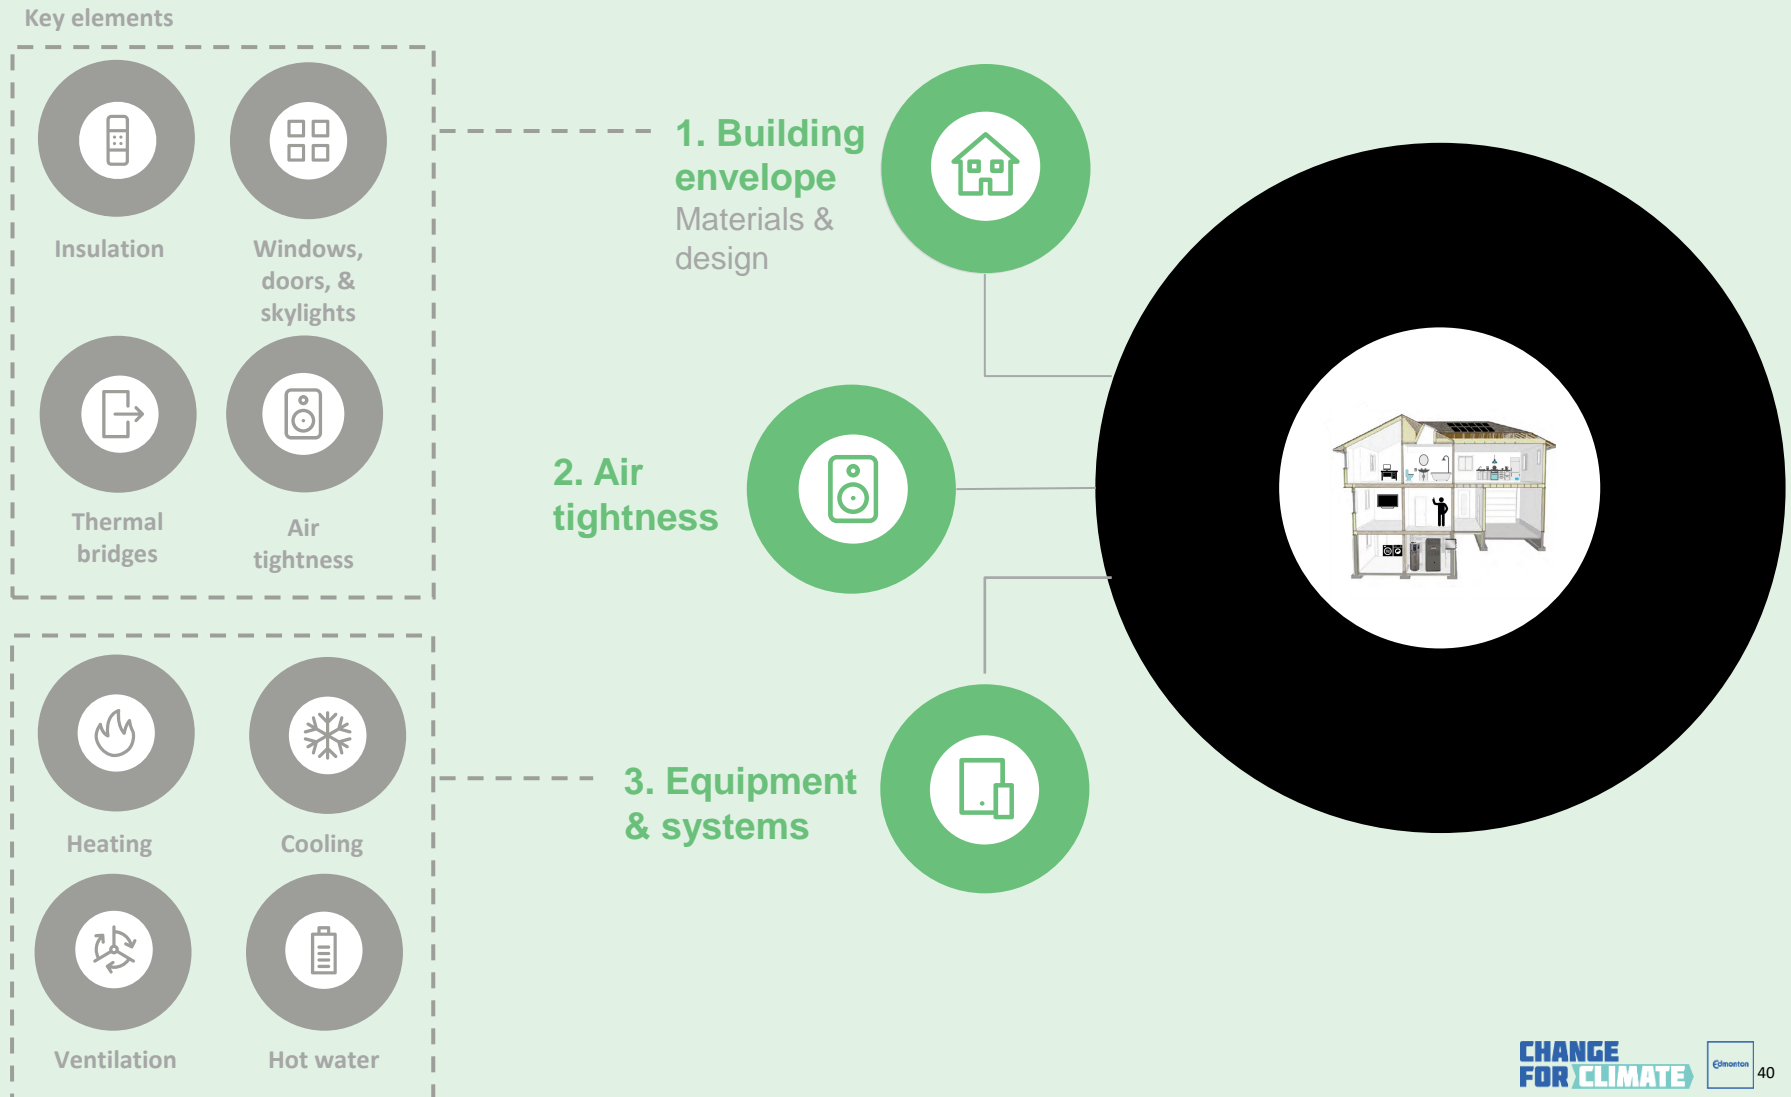 Key elements
Insulation
Windows,
doors, &
skylights
Thermal
bridges
Air
tightness
Heating
Cooling
Ventilation
Hot water
1. Building
envelope
Materials &
design
2. Air
tightness
3. Equipment
& systems
CHANGE
FOR CLIMATE
Edmonton
40